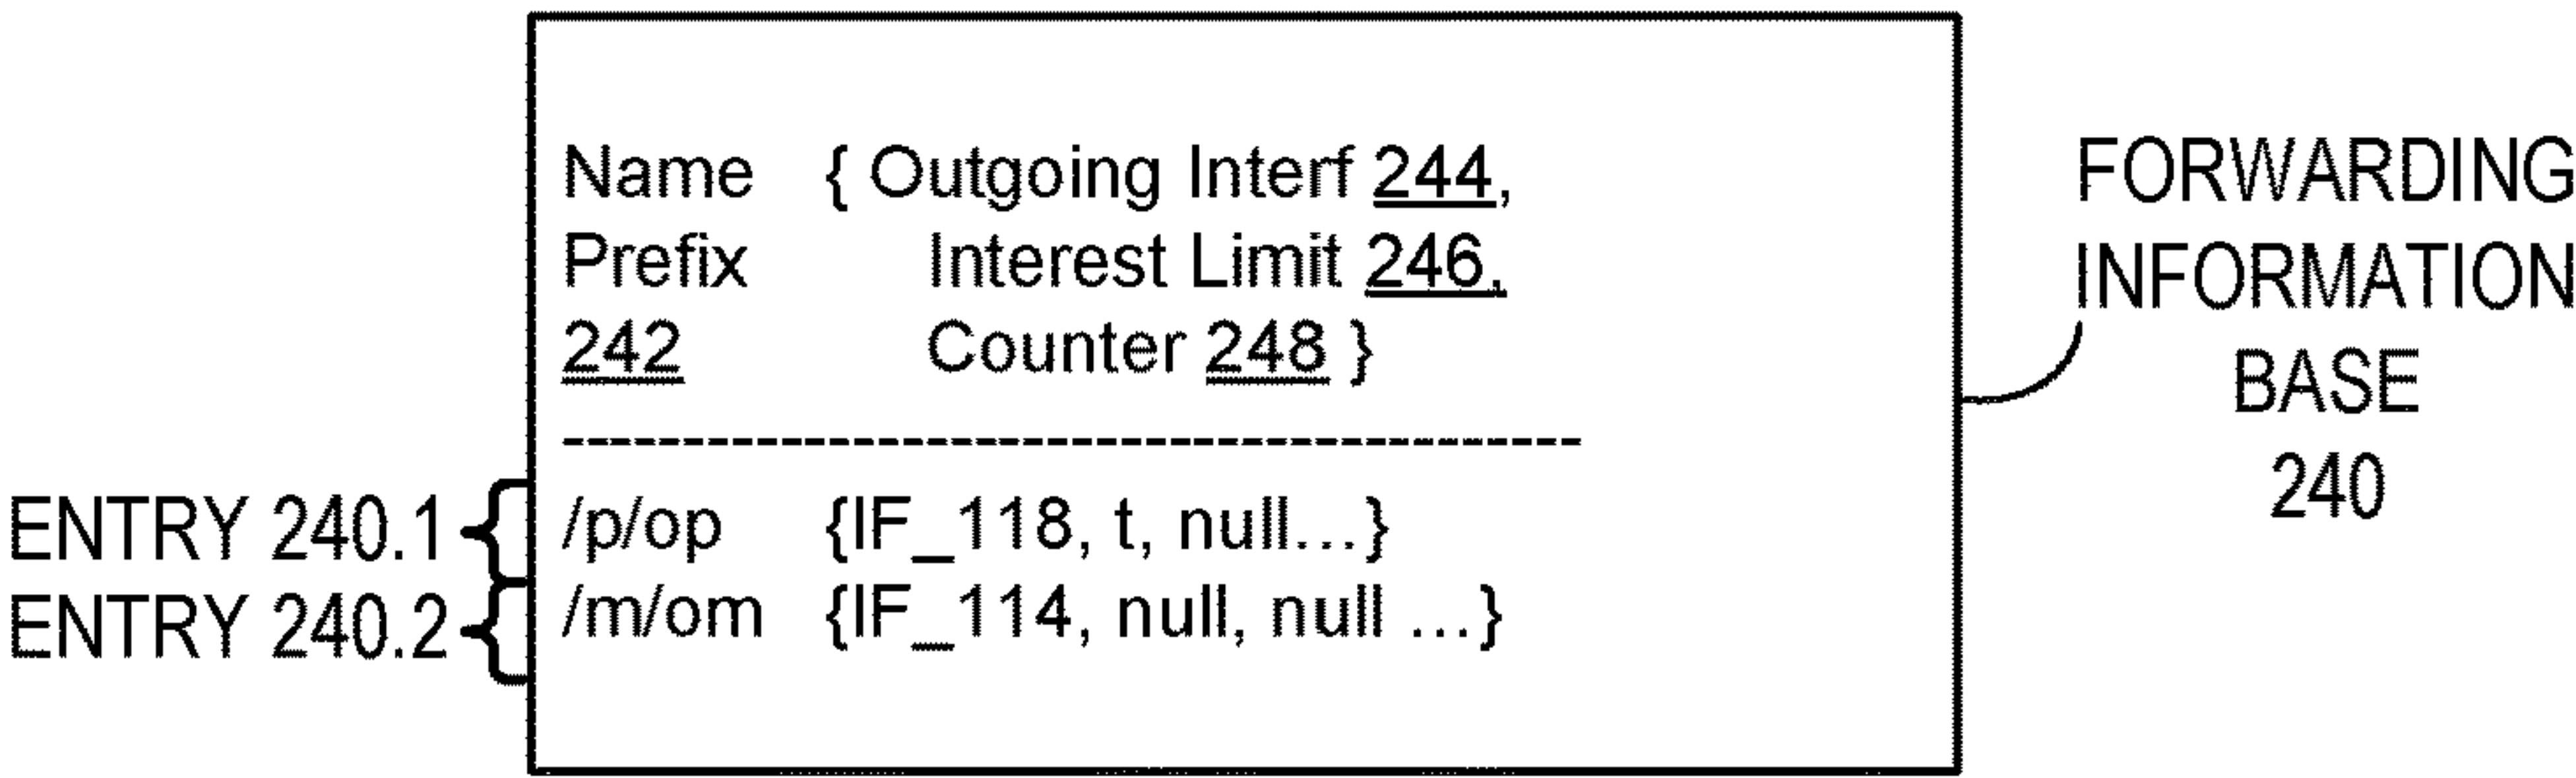 Name { Outgoing Interf 244,
Prefix Interest Limit 246,
242 Counter 248 }
--------------------------------------------
ENTRY 240.1 /p/op {IF_118, t, null...}
ENTRY 240.2 /m/om {IF_114, null, null ...}
FORWARDING
INFORMATION
BASE
240